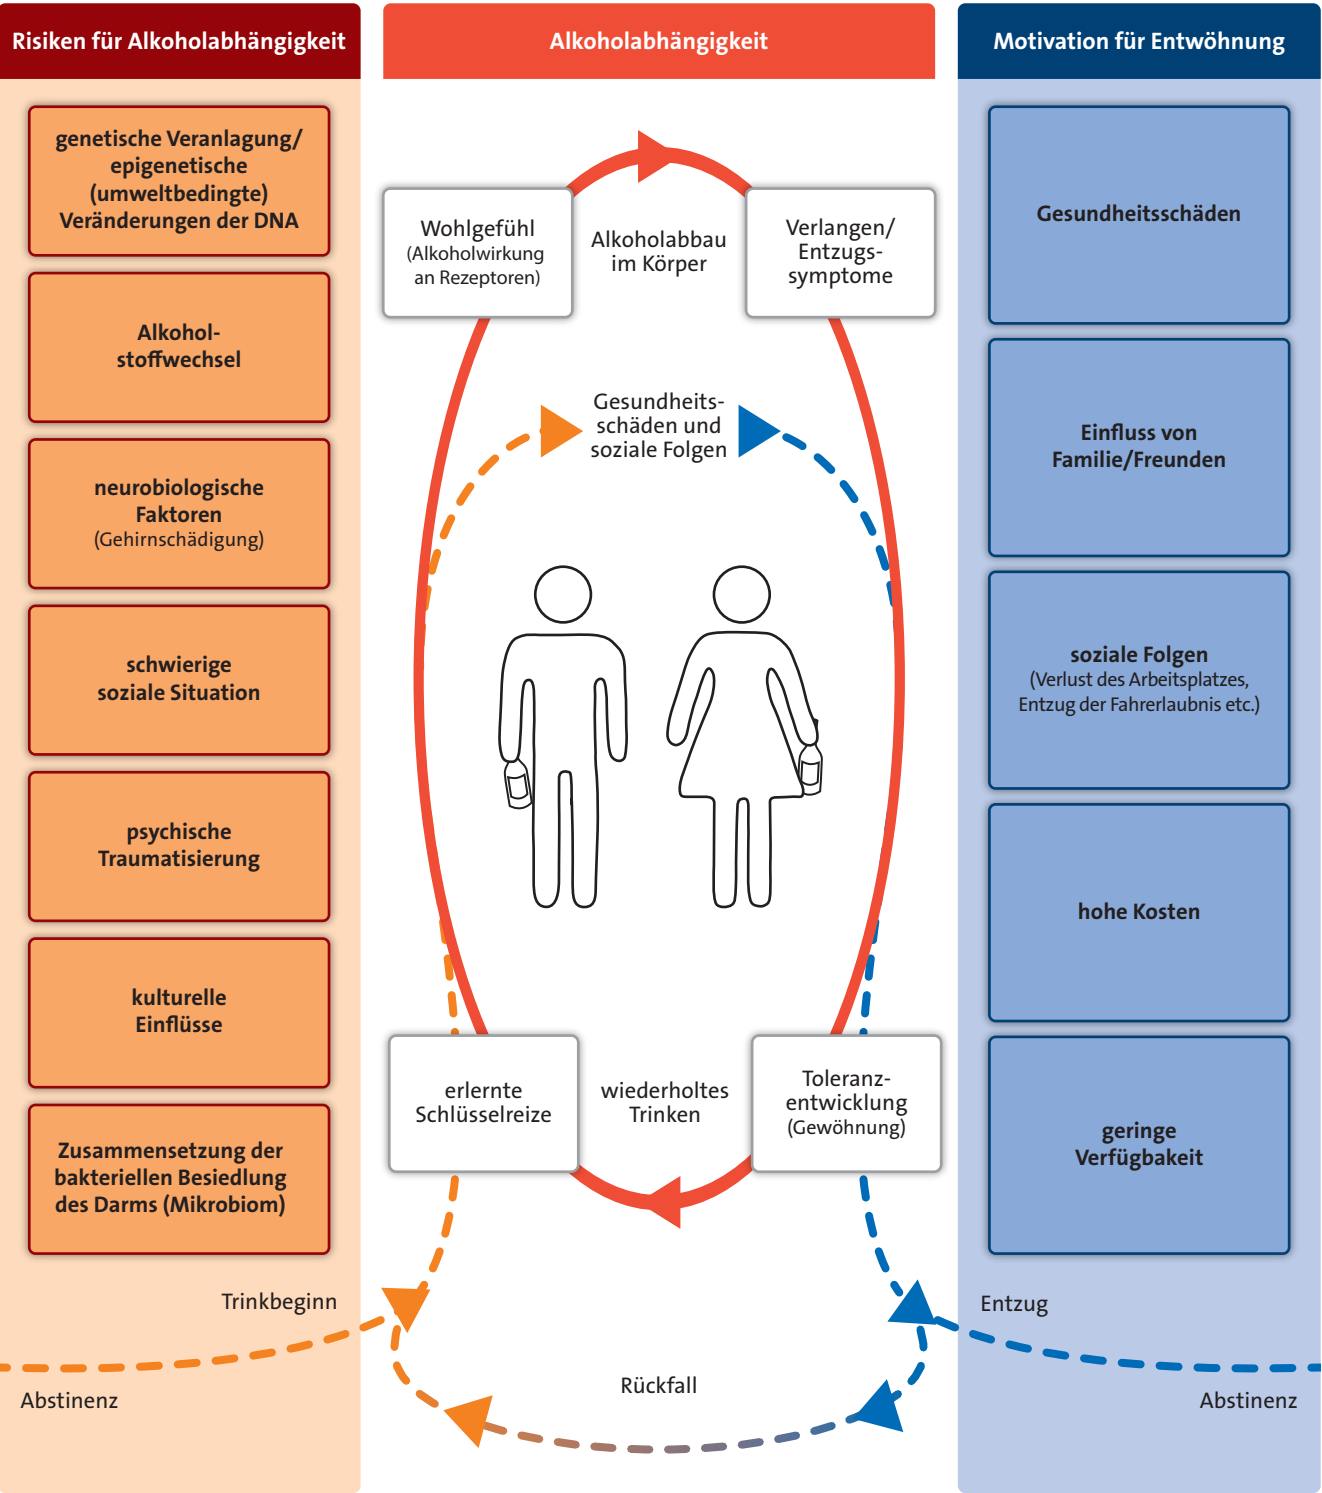 Risiken für Alkoholabhängigkeit
genetische Veranlagung/
epigenetische
(umweltbedingte)
Veränderungen der DNA
Alkohol-
stoffwechsel
neurobiologische
Faktoren
(Gehirnschädigung)
schwierige
soziale Situation
psychische
Traumatisierung
kulturelle
Einflüsse
Zusammensetzung der
bakteriellen Besiedlung
des Darms (Mikrobiom)
Trinkbeginn
Abstinenz
Alkoholabhängigkeit
Wohlgefühl
(Alkoholwirkung
an Rezeptoren)
Alkoholabbau
im Körper
Verlangen/
Entzugs-
symptome
Gesundheits-
schäden und
soziale Folgen
erlernte
Schlüsselreize
wiederholtes
Trinken
Toleranz-
entwicklung
(Gewöhnung)
Rückfall
Motivation für Entwöhnung
Gesundheitsschäden
Einfluss von
Familie/Freunden
soziale Folgen
(Verlust des Arbeitsplatzes,
Entzug der Fahrerlaubnis etc.)
hohe Kosten
geringe
Verfügbakeit
Entzug
Abstinenz